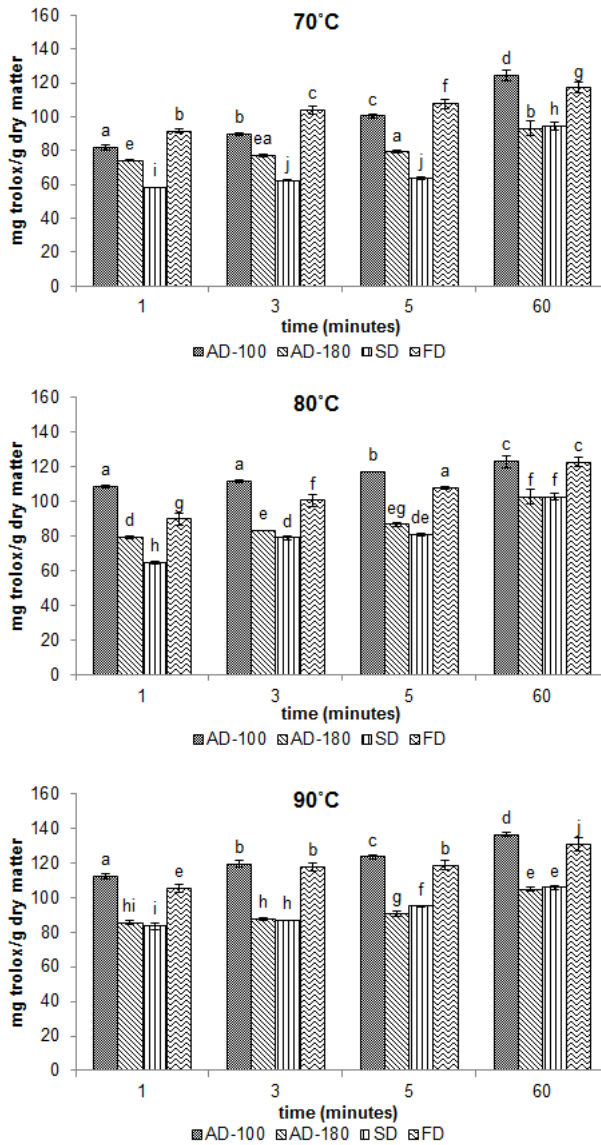 70°C
mg trolox/g dry matter
160
140
120
100
80
60
40
20
0
a e i b
b ea j c
c a j f
d b h g
1 3 5 60
time (minutes)
AD-100 AD-180 SD FD
80°C
mg trolox/g dry matter
160
140
120
100
80
60
40
20
0
a d h g
a e d f
b eg de a
c f f c
1 3 5 60
time (minutes)
AD-100 AD-180 SD FD
90°C
mg trolox/g dry matter
160
140
120
100
80
60
40
20
0
a hi i e
b h h b
c g f b
d e e j
1 3 5 60
time (minutes)
AD-100 AD-180 SD FD